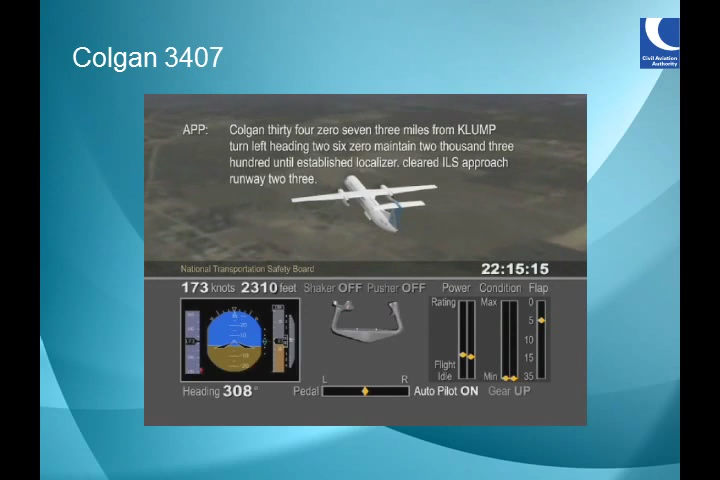 Colgan 3407
Civil Aviation
Authority
APP: Colgan thirty four zero seven three miles from KLUMP
turn left heading two six zero maintain two thousand three
hundred until established localizer. cleared ILS approach
runway two three.
National Transportation Safety Board
22:15:15
173 knots 2310 feet Shaker OFF Pusher OFF Power Condition Flap
Rating Max 0
5
10
15
Flight
Idle Min 35
L R
Heading 308° Pedal Auto Pilot ON Gear UP